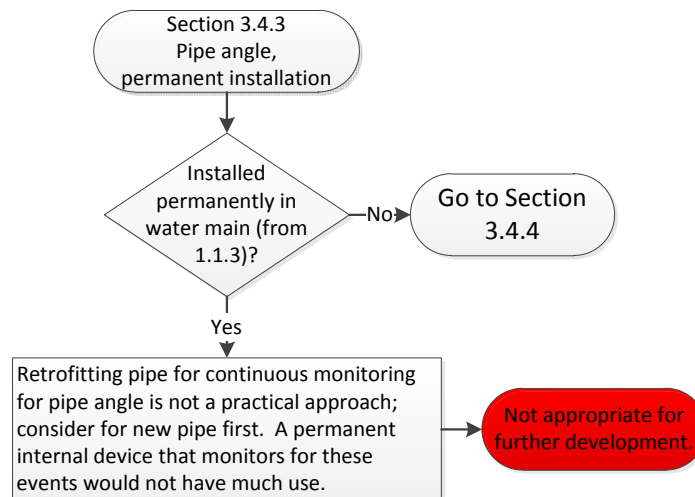 Section 3.4.3
Pipe angle,
permanent installation
Installed
permanently in
water main (from
1.1.3)?
No
Go to Section
3.4.4
Yes
Retrofitting pipe for continuous monitoring
for pipe angle is not a practical approach;
consider for new pipe first.  A permanent
internal device that monitors for these
events would not have much use.
Not appropriate for
further development.